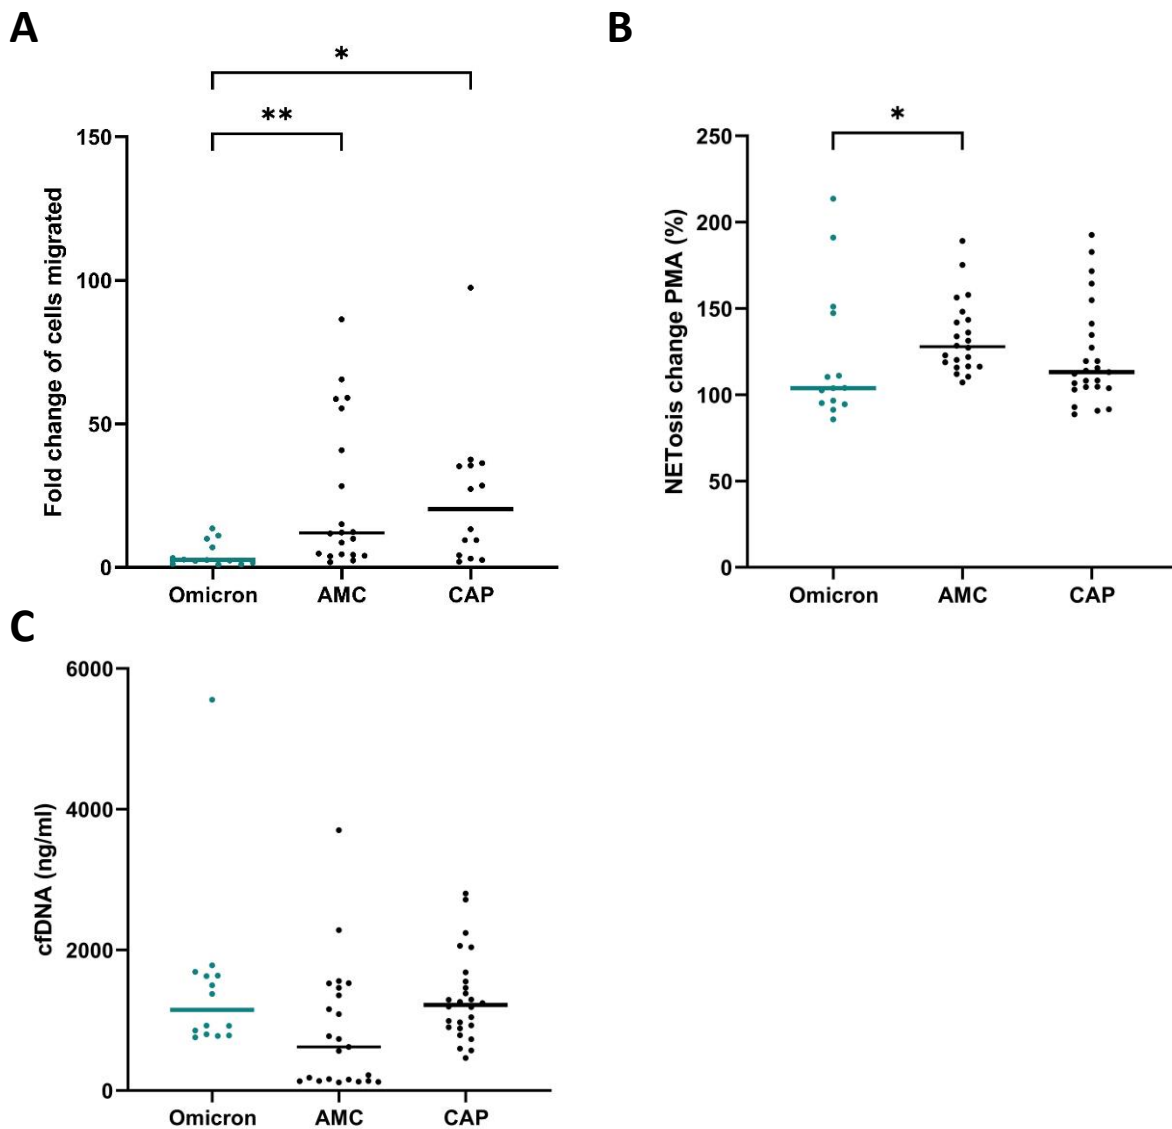 A
*
**
150
100
50
0
Fold change of cells migrated
Omicron AMC CAP
B
*
250
200
150
100
50
0
NETosis change PMA (%)
Omicron AMC CAP
C
6000
4000
2000
0
cfDNA (ng/ml)
Omicron AMC CAP